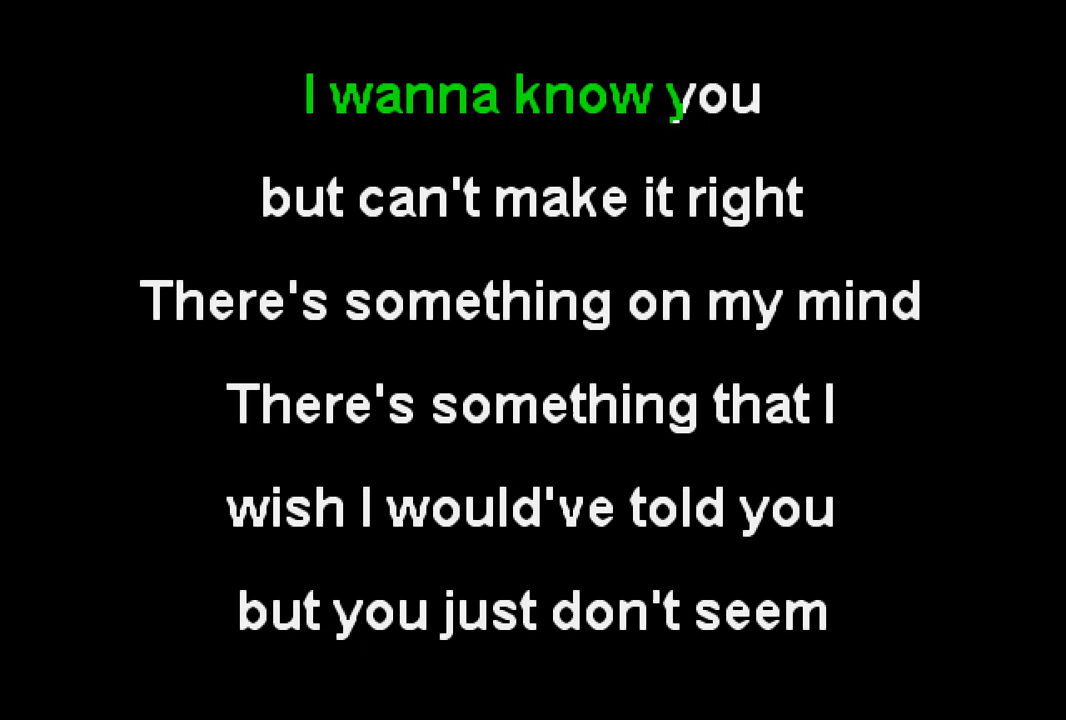 I wanna know you
but can't make it right
There's something on my mind
There's something that I
wish I would've told you
but you just don't seem